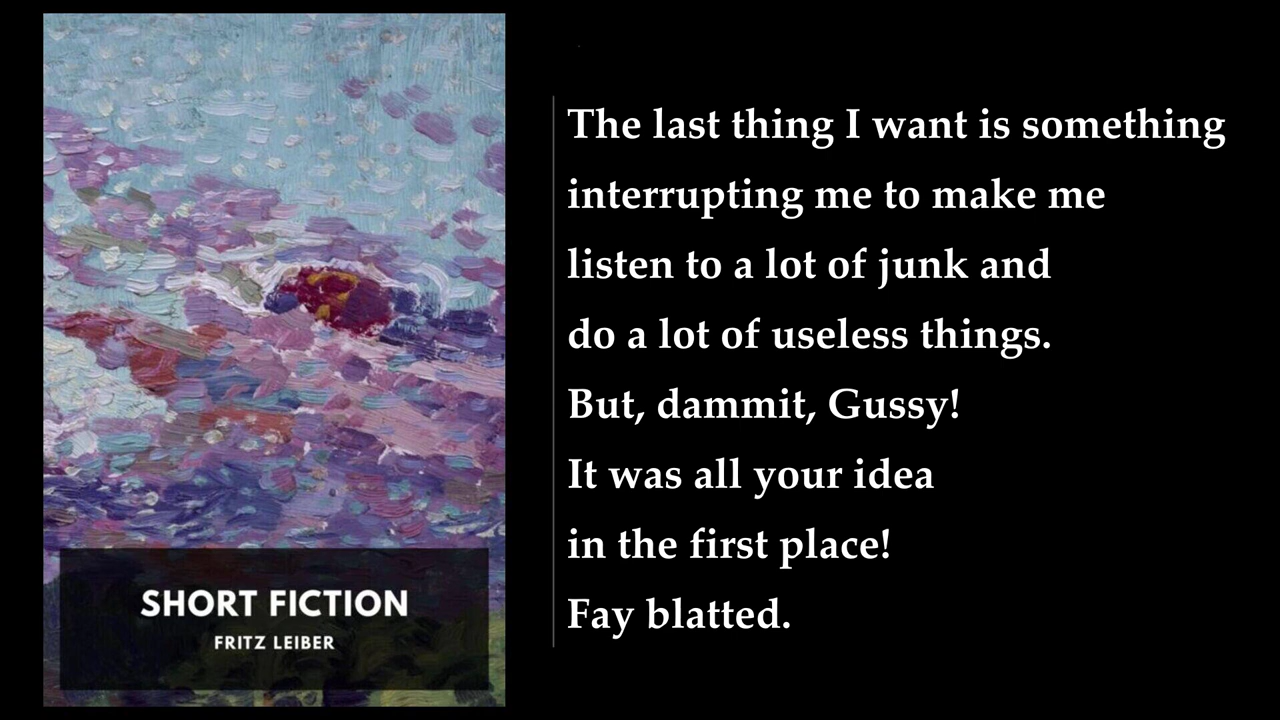 SHORT FICTION
FRITZ LEIBER
The last thing I want is something
interrupting me to make me
listen to a lot of junk and
do a lot of useless things.
But, dammit, Gussy!
It was all your idea
in the first place!
Fay blatted.